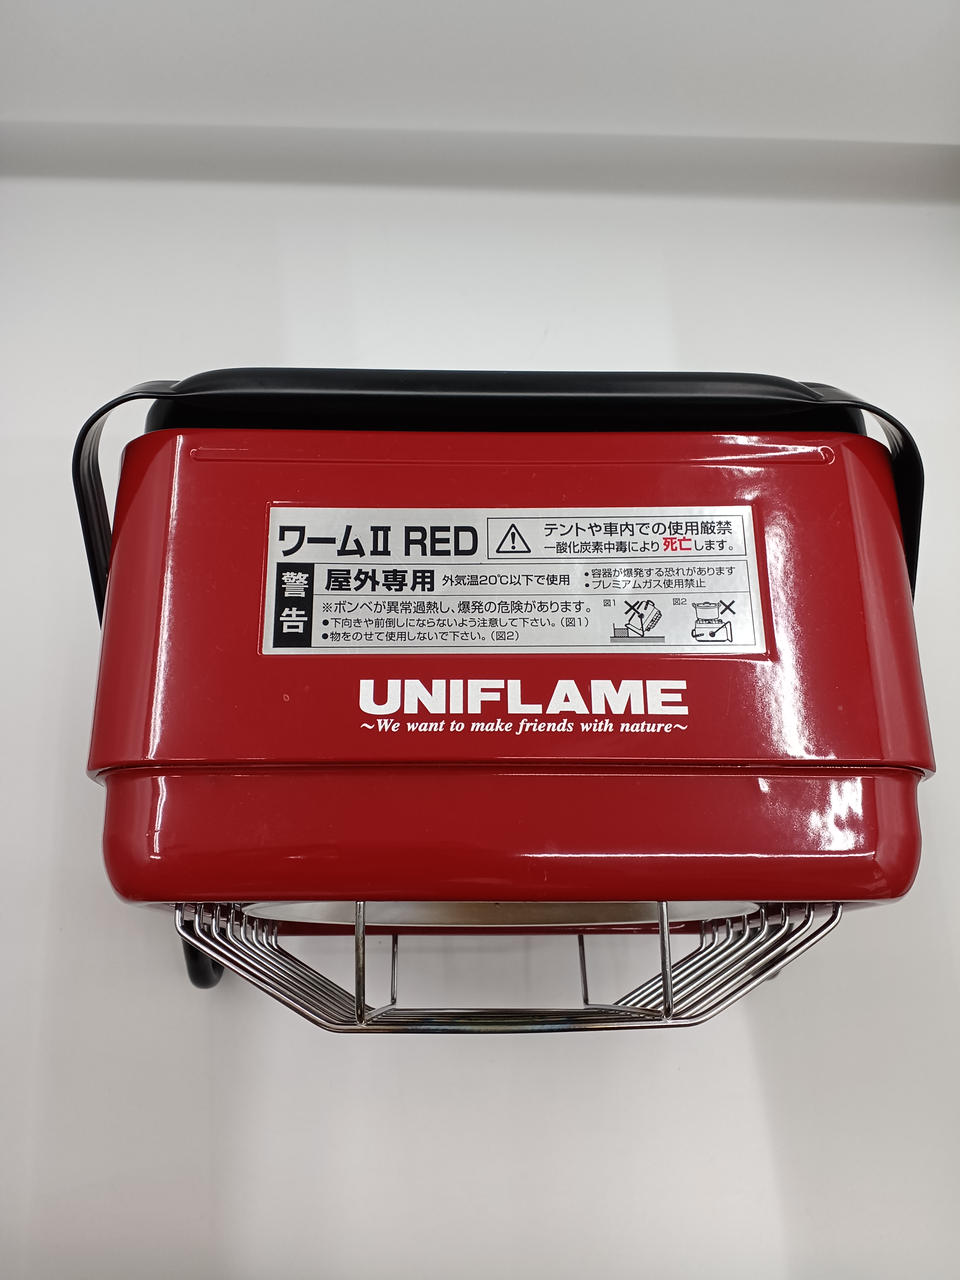 ワームⅡ RED
テントや車内での使用厳禁
一酸化炭素中毒により死亡します。
警告
屋外専用 外気温20℃以下で使用
・容器が爆発する恐れがあります
・プレミアムガス使用禁止
※ボンベが異常過熱し、爆発の危険があります。
●下向きや前倒しにならないよう注意して下さい。(図1)
●物をのせて使用しないで下さい。(図2)
図1
図2
UNIFLAME
~We want to make friends with nature~